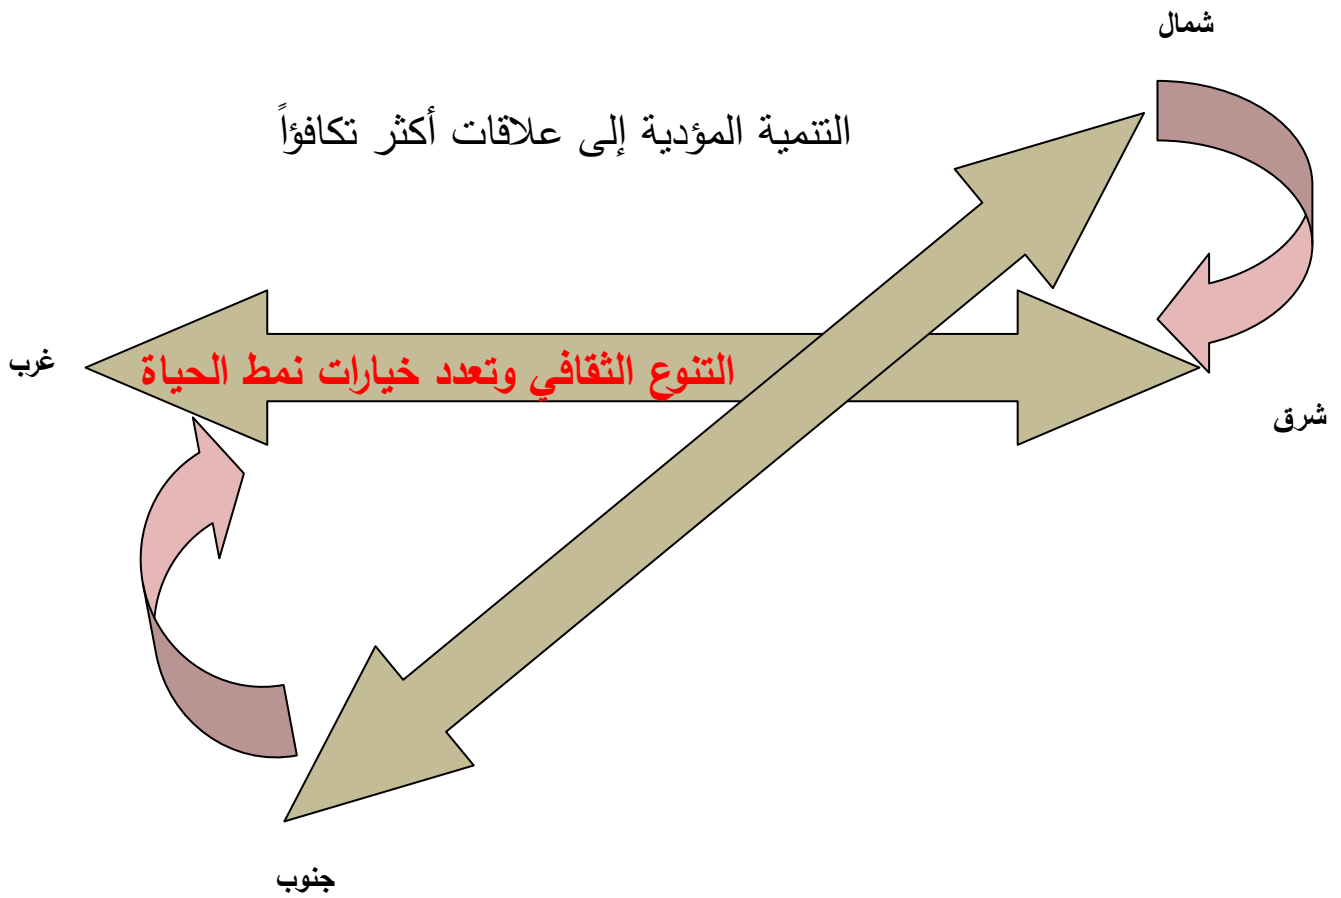 شمال
التنمية المؤدية إلى علاقات أكثر تكافؤاً
غرب
التنوع الثقافي وتعدد خيارات نمط الحياة
شرق
جنوب